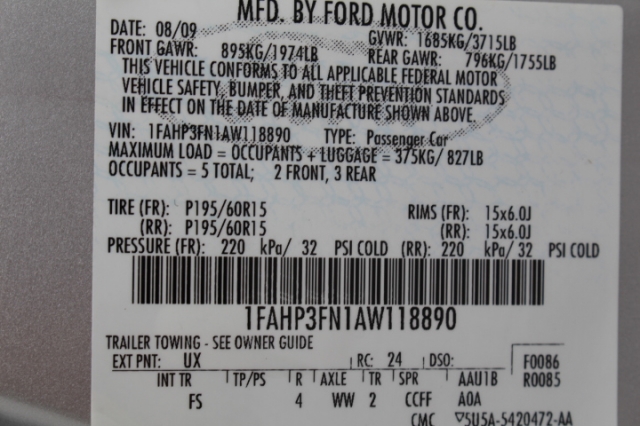 MFD. BY FORD MOTOR CO.
DATE: 08/09 GVWR: 1685KG/3715LB
FRONT GAWR: 895KG/1974LB REAR GAWR: 796KG/1755LB
THIS VEHICLE CONFORMS TO ALL APPLICABLE FEDERAL MOTOR
VEHICLE SAFETY, BUMPER, AND THEFT PREVENTION STANDARDS
IN EFFECT ON THE DATE OF MANUFACTURE SHOWN ABOVE.
VIN: 1FAHP3FN1AW118890 TYPE: Passenger Car
MAXIMUM LOAD = OCCUPANTS + LUGGAGE = 375KG/ 827LB
OCCUPANTS = 5 TOTAL; 2 FRONT, 3 REAR
TIRE (FR): P195/60R15 RIMS (FR): 15x6.0J
(RR): P195/60R15 (RR): 15x6.0J
PRESSURE (FR): 220 kPa/ 32 PSI COLD (RR): 220 kPa/ 32 PSI COLD
1FAHP3FN1AW118890
TRAILER TOWING - SEE OWNER GUIDE
EXT PNT: UX RC: 24 DSO: F0086
INT TR TP/PS R AXLE TR SPR AAU1B R0085
FS 4 WW 2 CCFF A0A
CMC 5U5A-5420472-AA